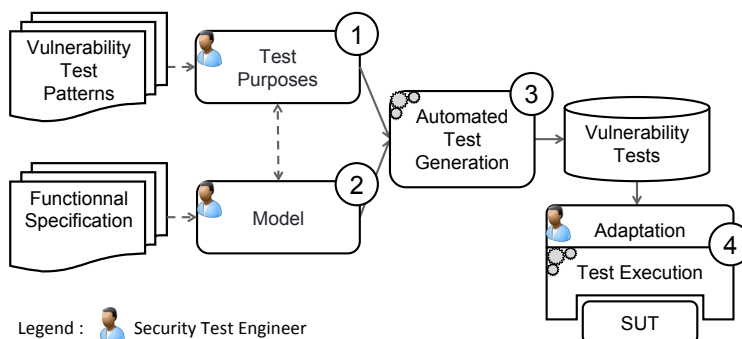 Vulnerability
Test
Patterns
1
Test
Purposes
3
Automated
Test
Generation
Vulnerability
Tests
Functionnal
Specification
2
Model
Adaptation
4
Test Execution
SUT
Legend : Security Test Engineer